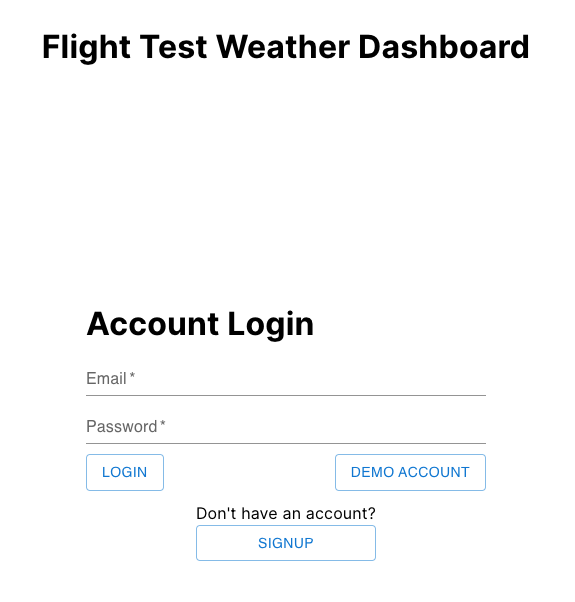 Flight Test Weather Dashboard
Account Login
Email *
Password *
LOGIN DEMO ACCOUNT
Don't have an account?
SIGNUP